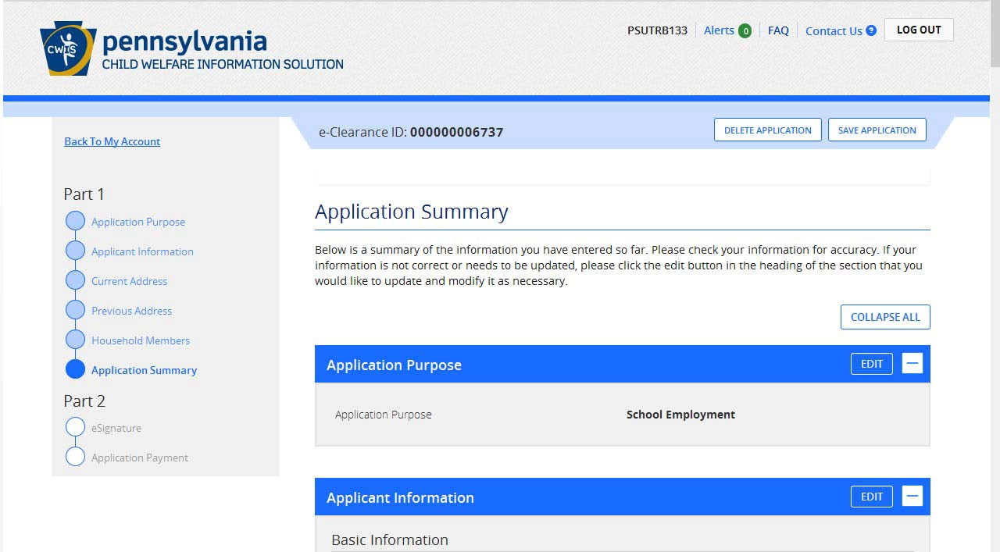 PSUTRB133
Alerts 0
FAQ
Contact Us ?
LOG OUT
CWIS
pennsylvania
CHILD WELFARE INFORMATION SOLUTION
Back To My Account
Part 1
Application Purpose
Applicant Information
Current Address
Previous Address
Household Members
Application Summary
Part 2
eSignature
Application Payment
e-Clearance ID: 000000006737
DELETE APPLICATION
SAVE APPLICATION
Application Summary
Below is a summary of the information you have entered so far. Please check your information for accuracy. If your
information is not correct or needs to be updated, please click the edit button in the heading of the section that you
would like to update and modify it as necessary.
COLLAPSE ALL
Application Purpose
EDIT
Application Purpose
School Employment
Applicant Information
EDIT
Basic Information